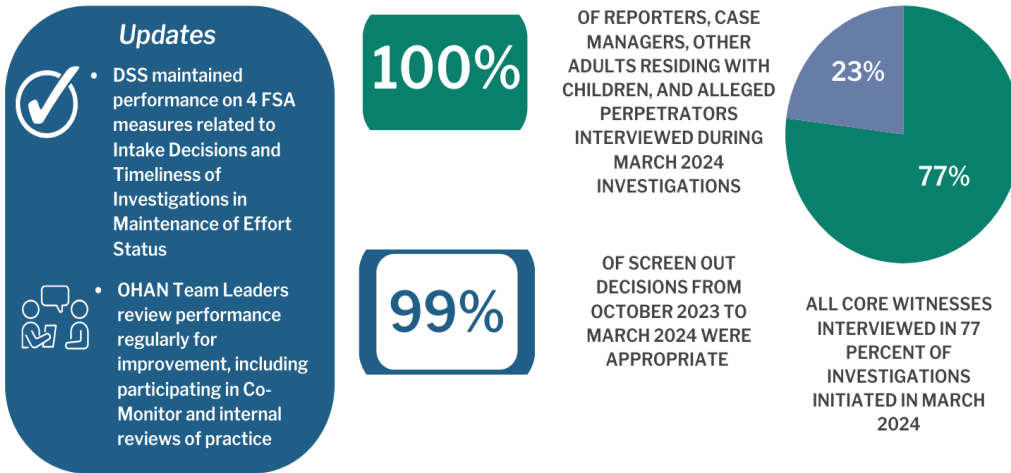 Updates
• DSS maintained
performance on 4 FSA
measures related to
Intake Decisions and
Timeliness of
Investigations in
Maintenance of Effort
Status
• OHAN Team Leaders
review performance
regularly for
improvement, including
participating in Co-
Monitor and internal
reviews of practice
100%
OF REPORTERS, CASE
MANAGERS, OTHER
ADULTS RESIDING WITH
CHILDREN, AND ALLEGED
PERPETRATORS
INTERVIEWED DURING
MARCH 2024
INVESTIGATIONS
99%
OF SCREEN OUT
DECISIONS FROM
OCTOBER 2023 TO
MARCH 2024 WERE
APPROPRIATE
23%
77%
ALL CORE WITNESSES
INTERVIEWED IN 77
PERCENT OF
INVESTIGATIONS
INITIATED IN MARCH
2024